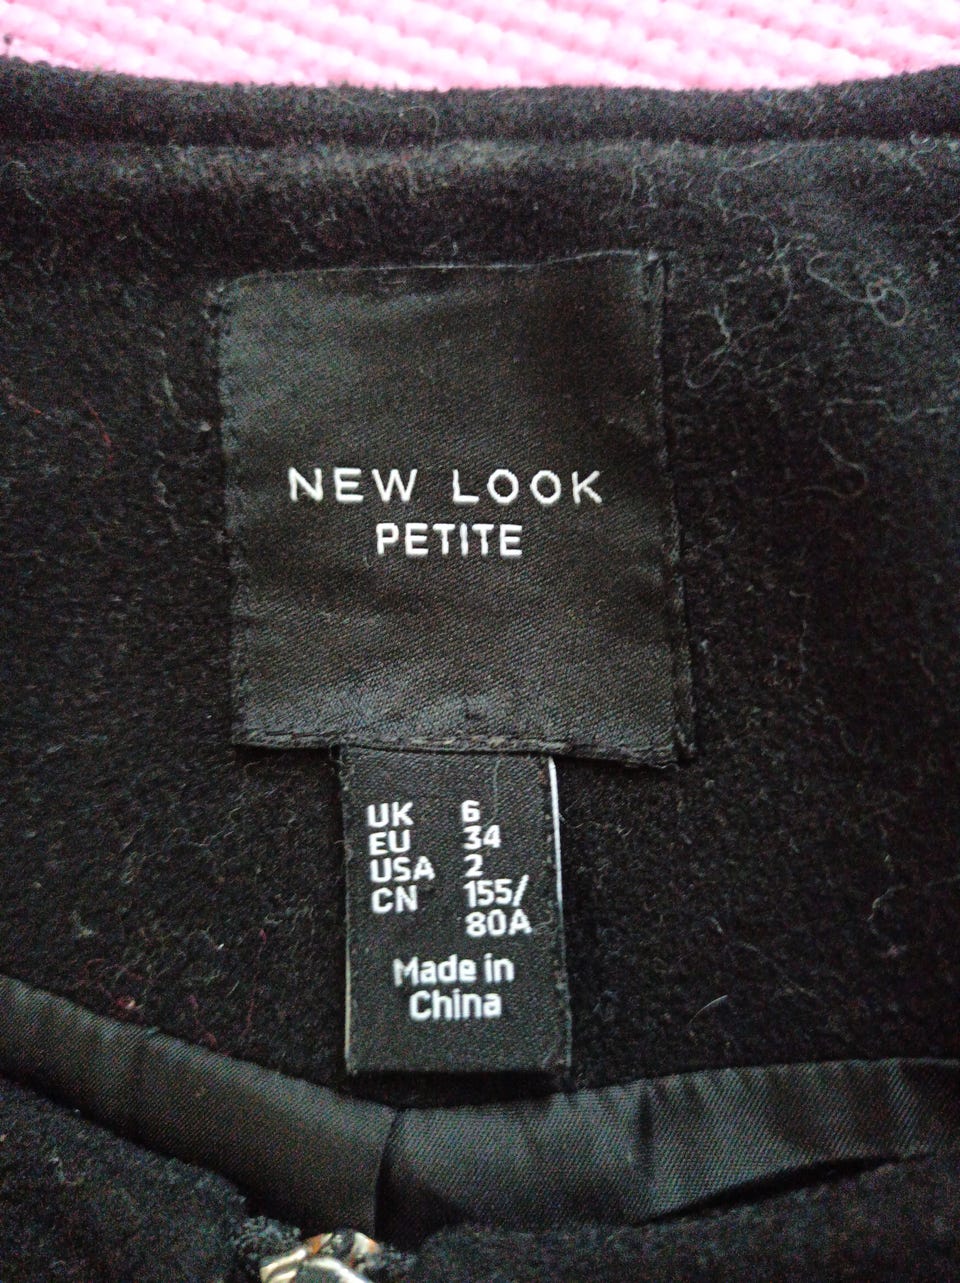 NEW LOOK
PETITE
UK 6
EU 34
USA 2
CN 155/
80A
Made in
China